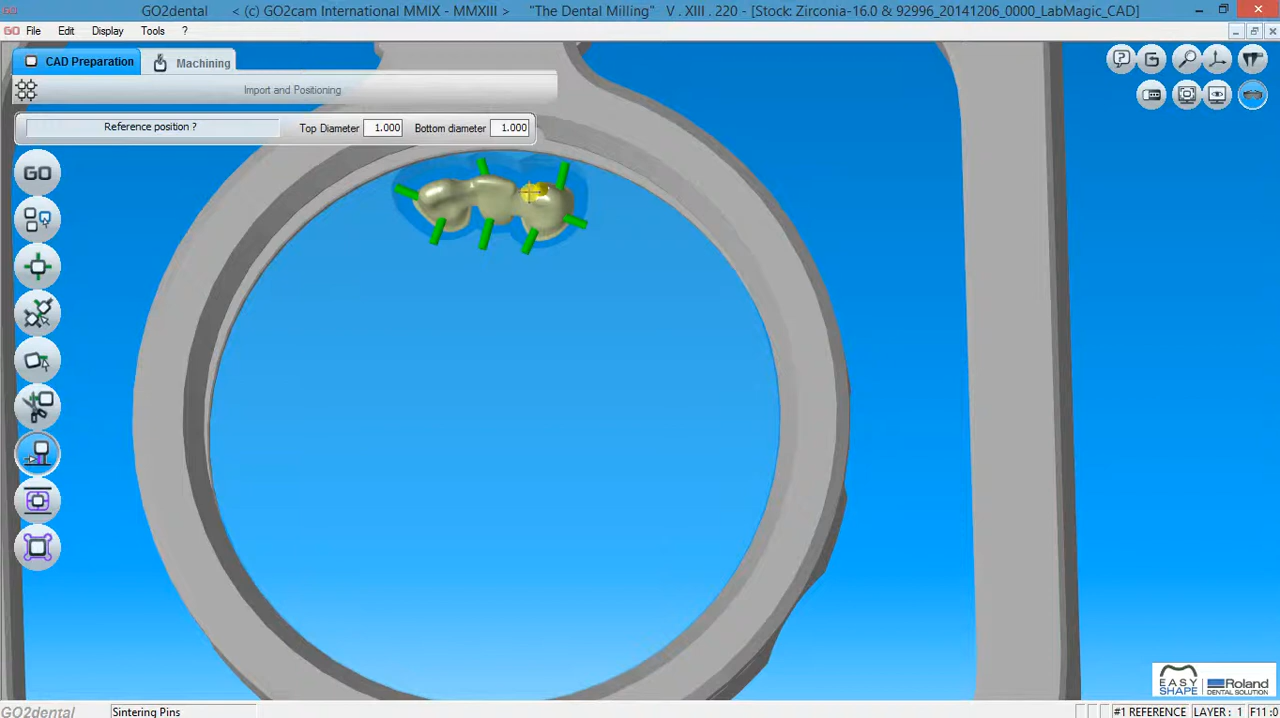 GO GO2dental < (c) GO2cam International MMIX - MMXIII > "The Dental Milling" V . XIII . 220 - [Stock: Zirconia-16.0 & 92996_20141206_0000_LabMagic_CAD]
GO File Edit Display Tools ?
CAD Preparation Machining
Import and Positioning
Reference position ? Top Diameter 1.000 Bottom diameter 1.000
GO
EASY SHAPE Roland
DENTAL SOLUTION
GO2dental Sintering Pins #1 REFERENCE LAYER : 1 F11:0